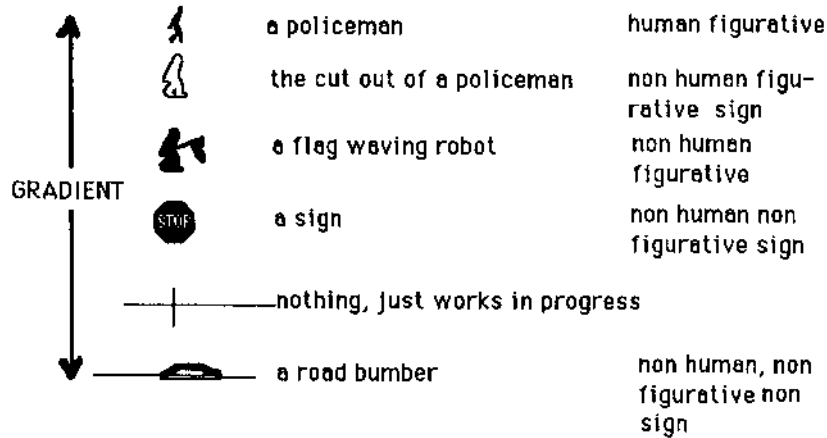 a policeman human figurative
the cut out of a policeman non human figu-
rative sign
a flag waving robot non human
figurative
GRADIENT
STOP a sign non human non
figurative sign
nothing, just works in progress
a road bumber non human, non
figurative non
sign